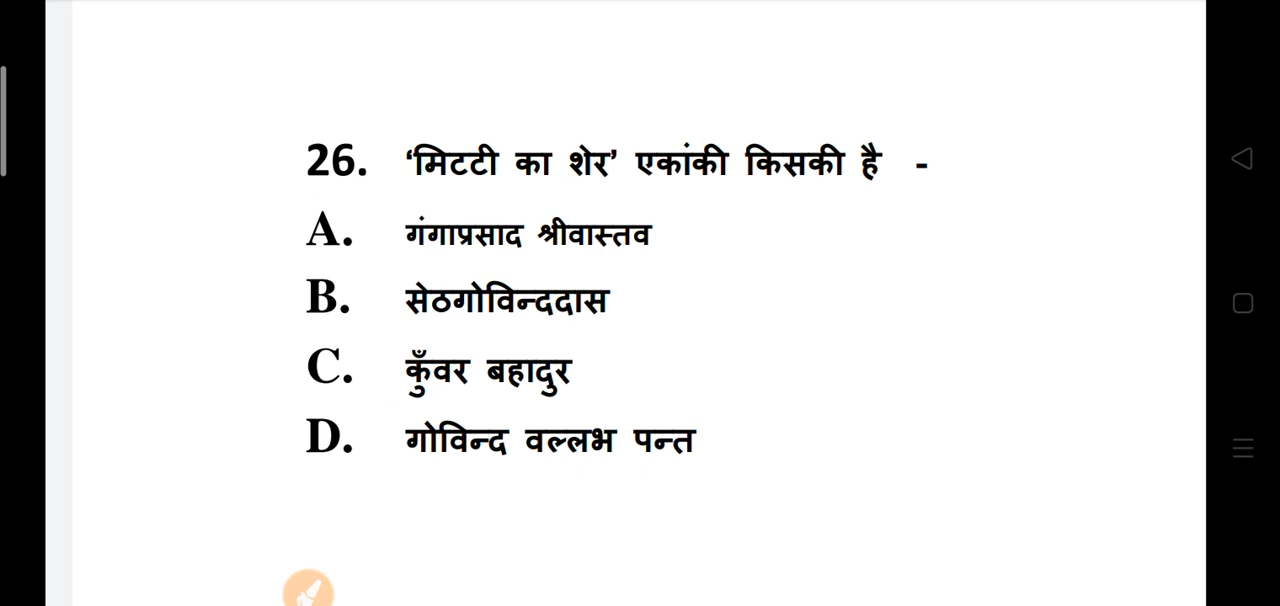 26. ‘मिटटी का शेर’ एकांकी किसकी है -
A. गंगाप्रसाद श्रीवास्तव
B. सेठगोविन्ददास
C. कुँवर बहादुर
D. गोविन्द वल्लभ पन्त